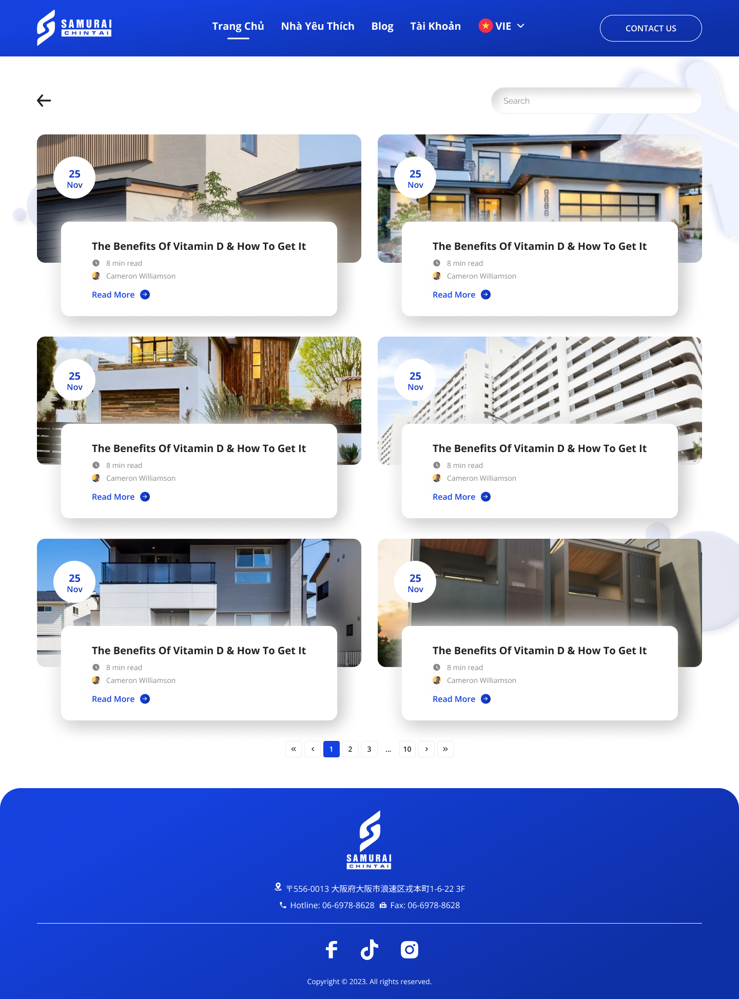 SAMURAI
CHINTAI
Trang Chủ
Nhà Yêu Thích
Blog
Tài Khoản
VIE
CONTACT US
Search
25
Nov
The Benefits Of Vitamin D & How To Get It
8 min read
Cameron Williamson
Read More
25
Nov
9686
The Benefits Of Vitamin D & How To Get It
8 min read
Cameron Williamson
Read More
25
Nov
The Benefits Of Vitamin D & How To Get It
8 min read
Cameron Williamson
Read More
25
Nov
The Benefits Of Vitamin D & How To Get It
8 min read
Cameron Williamson
Read More
25
Nov
The Benefits Of Vitamin D & How To Get It
8 min read
Cameron Williamson
Read More
25
Nov
The Benefits Of Vitamin D & How To Get It
8 min read
Cameron Williamson
Read More
« ‹ 1 2 3 ... 10 › »
SAMURAI
CHINTAI
〒556-0013 大阪府大阪市浪速区戎本町1-6-22 3F
Hotline: 06-6978-8628 Fax: 06-6978-8628
Copyright © 2023. All rights reserved.